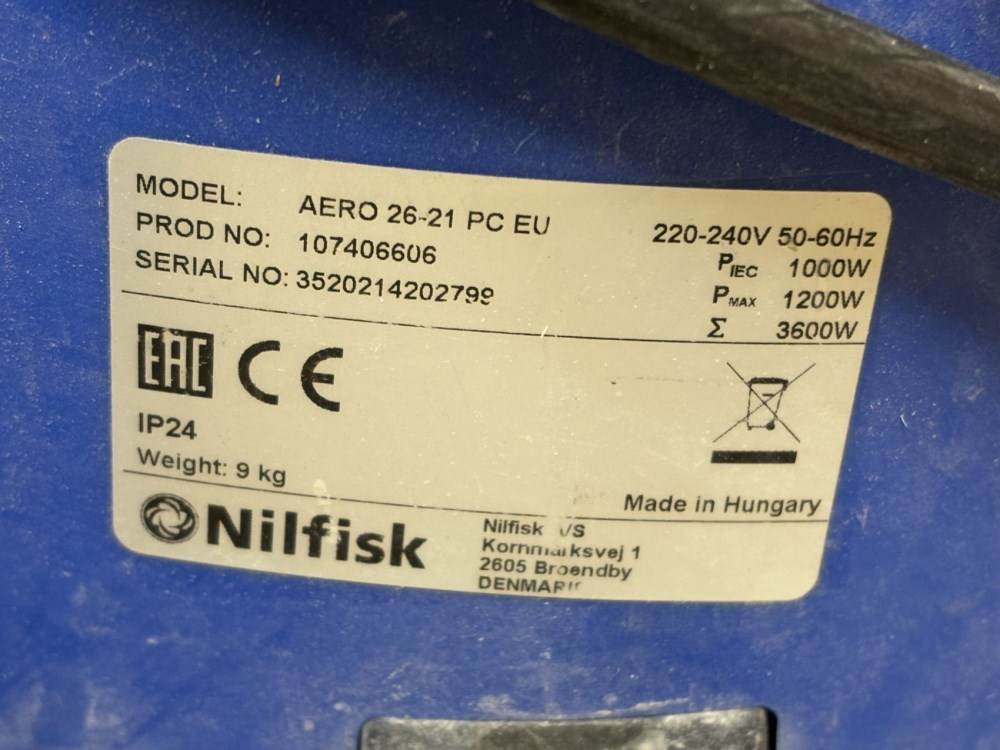 MODEL: AERO 26-21 PC EU
PROD NO: 107406606
SERIAL NO: 3520214202799
220-240V 50-60Hz
PIEC 1000W
PMAX 1200W
Σ 3600W
EAC CE
IP24
Weight: 9 kg
Made in Hungary
Nilfisk
Nilfisk
1
2605 Broendby